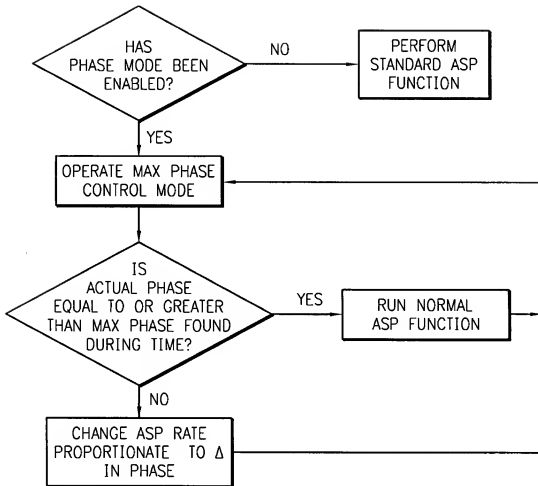 HAS
PHASE MODE BEEN
ENABLED?
NO
PERFORM
STANDARD ASP
FUNCTION
YES
OPERATE MAX PHASE
CONTROL MODE
IS
ACTUAL PHASE
EQUAL TO OR GREATER
THAN MAX PHASE FOUND
DURING TIME?
YES
RUN NORMAL
ASP FUNCTION
NO
CHANGE ASP RATE
PROPORTIONATE TO Δ
IN PHASE